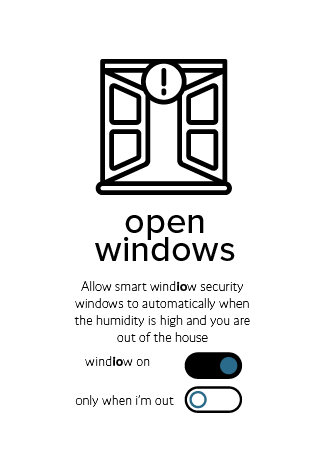 open
windows
Allow smart windiow security
windows to automatically when
the humidity is high and you are
out of the house
windiow on
only when i'm out